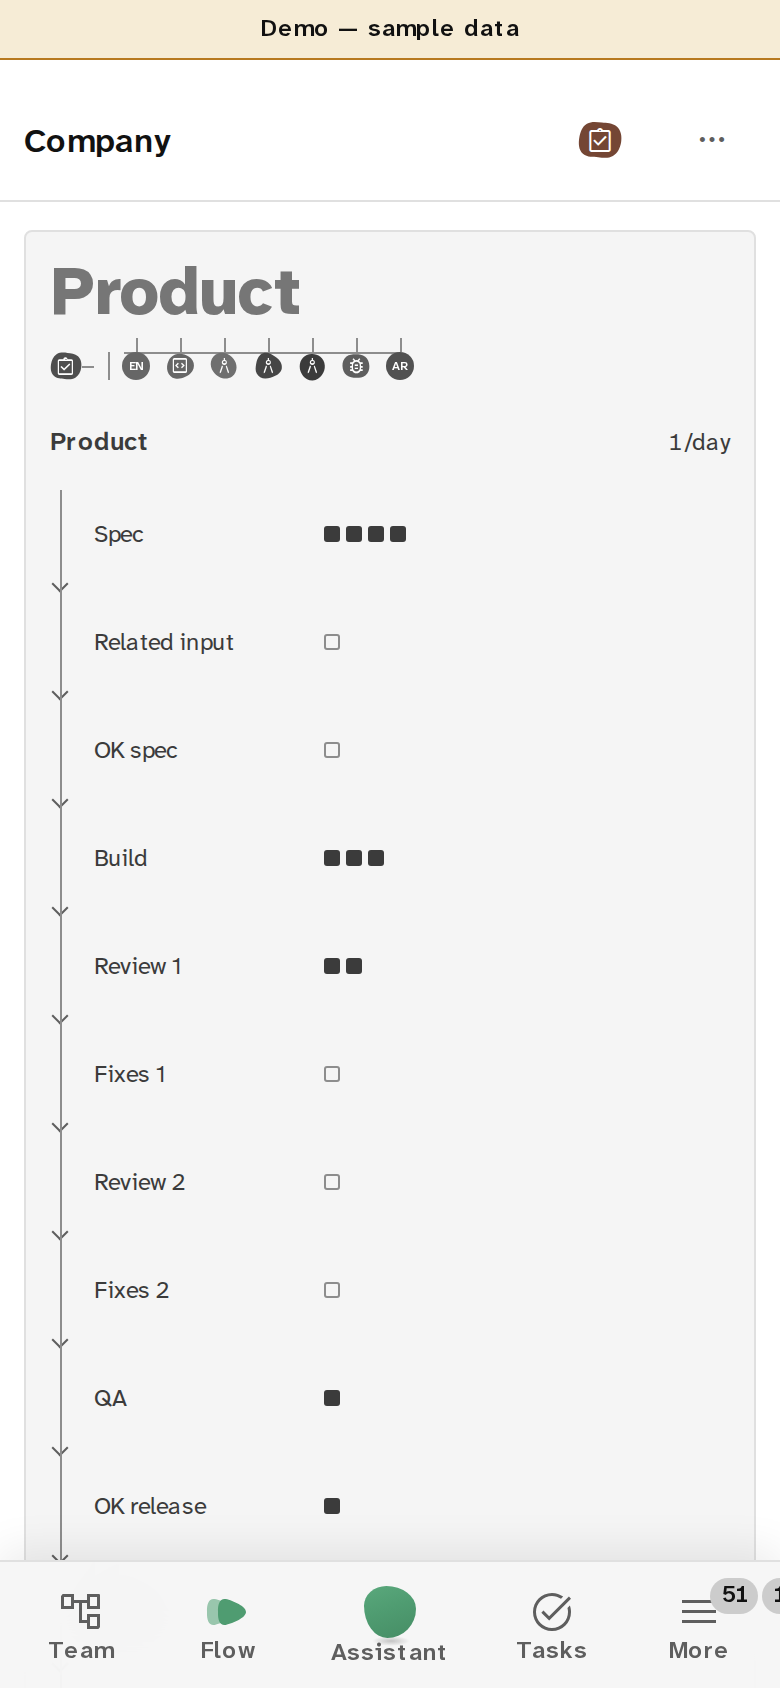 Demo — sample data
Company
Product
EN
AR
Product 1/day
Spec
Related input
OK spec
Build
Review 1
Fixes 1
Review 2
Fixes 2
QA
OK release
51
Team Flow Assistant Tasks More